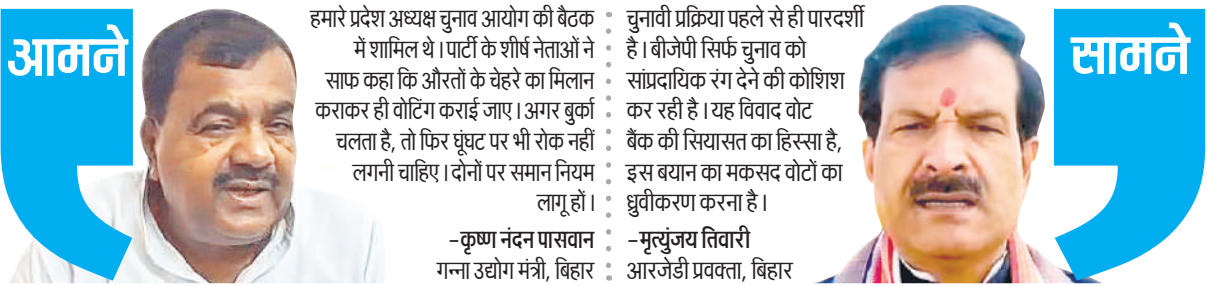 आमने
हमारे प्रदेश अध्यक्ष चुनाव आयोग की बैठक
में शामिल थे। पार्टी के शीर्ष नेताओं ने
साफ कहा कि औरतों के चेहरे का मिलान
कराकर ही वोटिंग कराई जाए। अगर बुर्का
चलता है, तो फिर घूंघट पर भी रोक नहीं
लगनी चाहिए। दोनों पर समान नियम
लागू हों।
-कृष्ण नंदन पासवान
गन्ना उद्योग मंत्री, बिहार
चुनावी प्रक्रिया पहले से ही पारदर्शी
है। बीजेपी सिर्फ चुनाव को
सांप्रदायिक रंग देने की कोशिश
कर रही है। यह विवाद वोट
बैंक की सियासत का हिस्सा है,
इस बयान का मकसद वोटों का
ध्रुवीकरण करना है।
-मृत्युंजय तिवारी
आरजेडी प्रवक्ता, बिहार
सामने